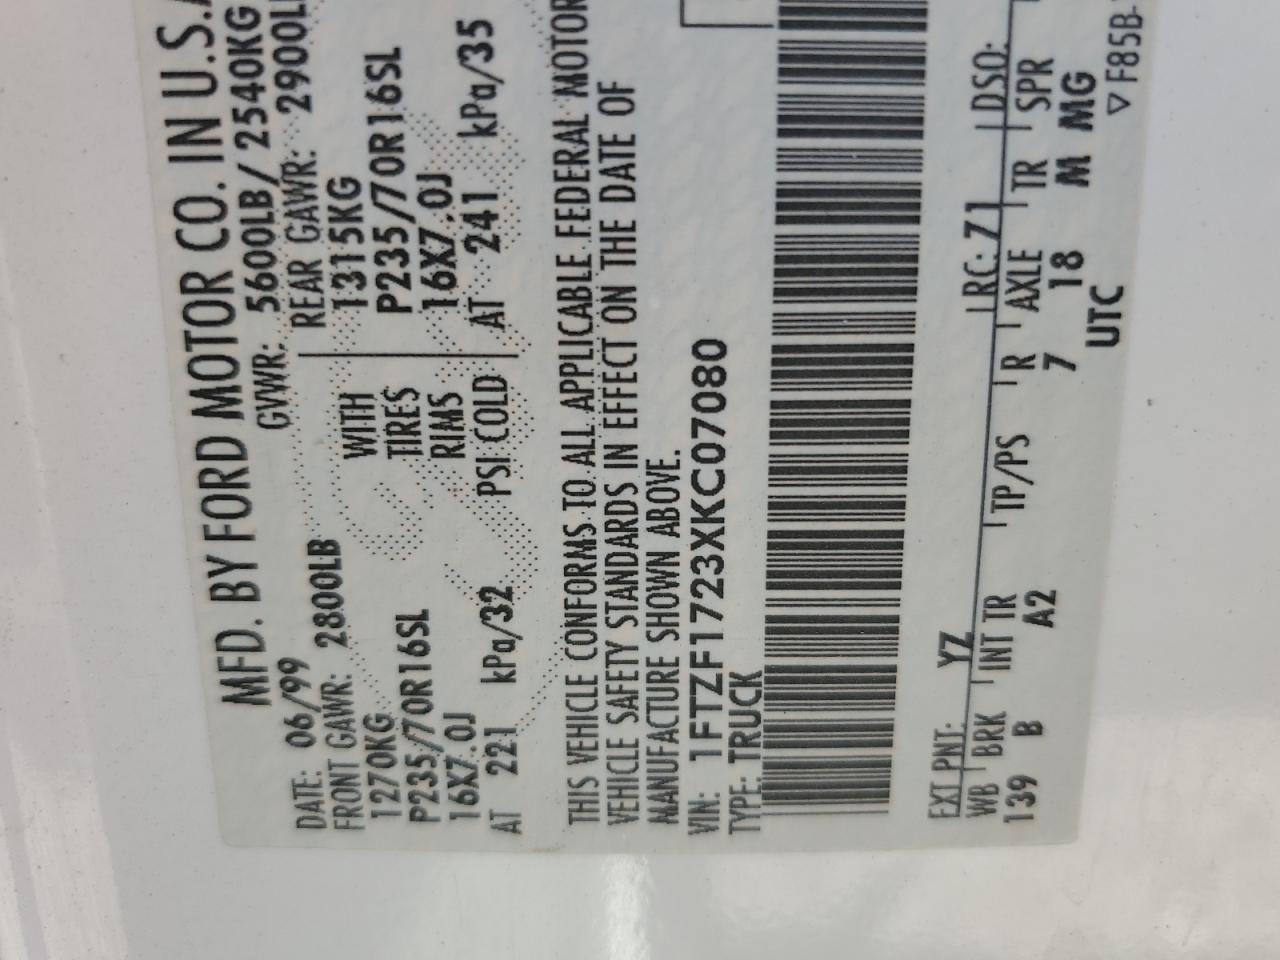 MFD. BY FORD MOTOR CO. IN U.S.A
DATE: 06/99 GVWR: 5600LB/ 2540KG
FRONT GAWR: 2800LB REAR GAWR: 2900LB
1270KG WITH 1315KG
P235/70R16SL TIRES P235/70R16SL
16X7.0J RIMS 16X7.0J
AT 221 kPa/32 PSI COLD AT 241 kPa/35
THIS VEHICLE CONFORMS TO ALL APPLICABLE FEDERAL MOTOR
VEHICLE SAFETY STANDARDS IN EFFECT ON THE DATE OF
MANUFACTURE SHOWN ABOVE.
VIN: 1FTZF1723XKC07080
TYPE: TRUCK
EXT PNT: YZ RC: 71 DSO:
WB BRK INT TR TP/PS R AXLE TR SPR
139 B A2 7 18 M MG
UTC
▽ F85B-